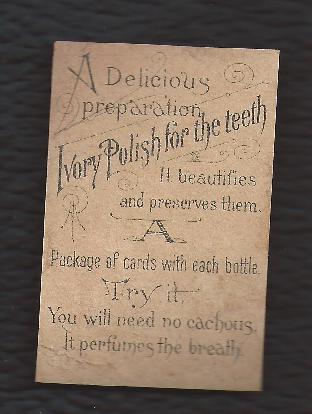 A Delicious
preparation
Ivory Polish for the teeth
It beautifies
and preserves them.
A
Package of cards with each bottle.
Try it.
You will need no cachous.
It perfumes the breath.